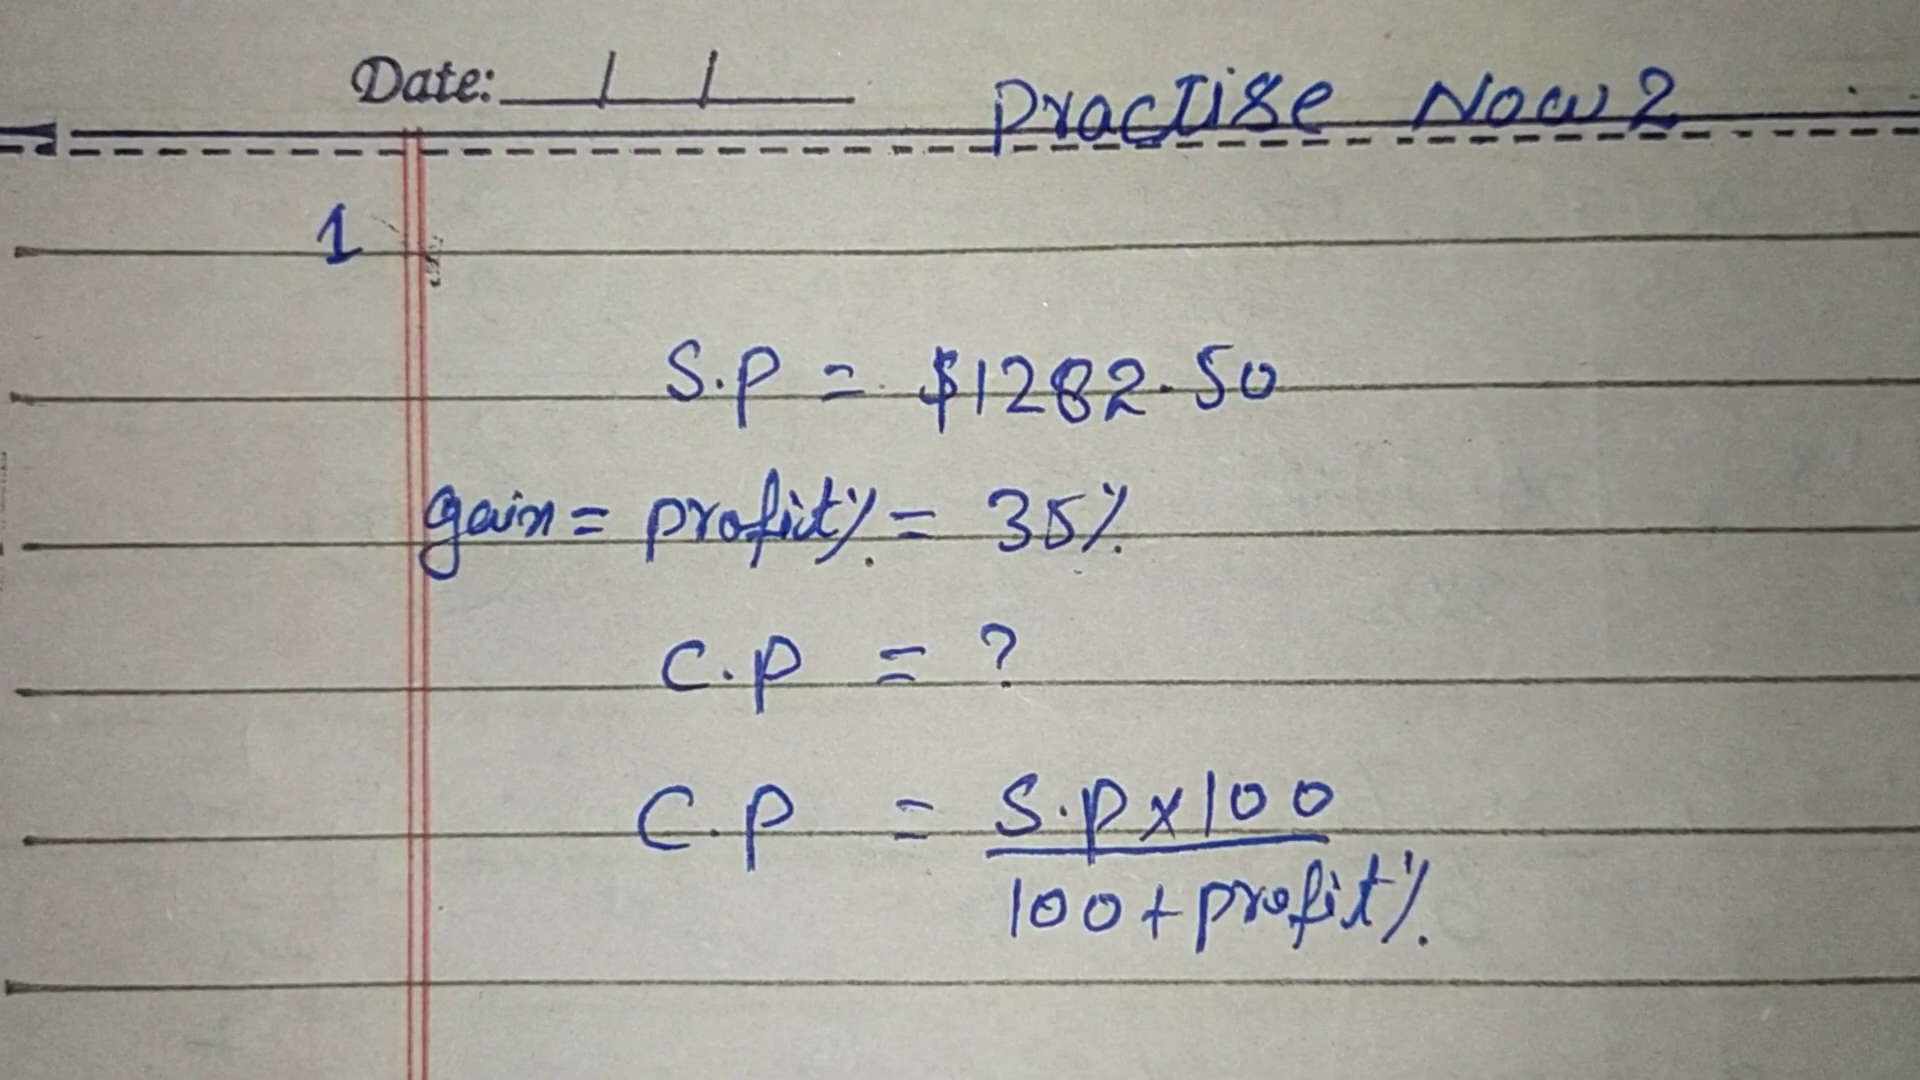 Date: / / Practise Now 2
1
S.P = $1282.50
gain = profit% = 35%
C.P = ?
C.P = S.P x 100
100 + profit%